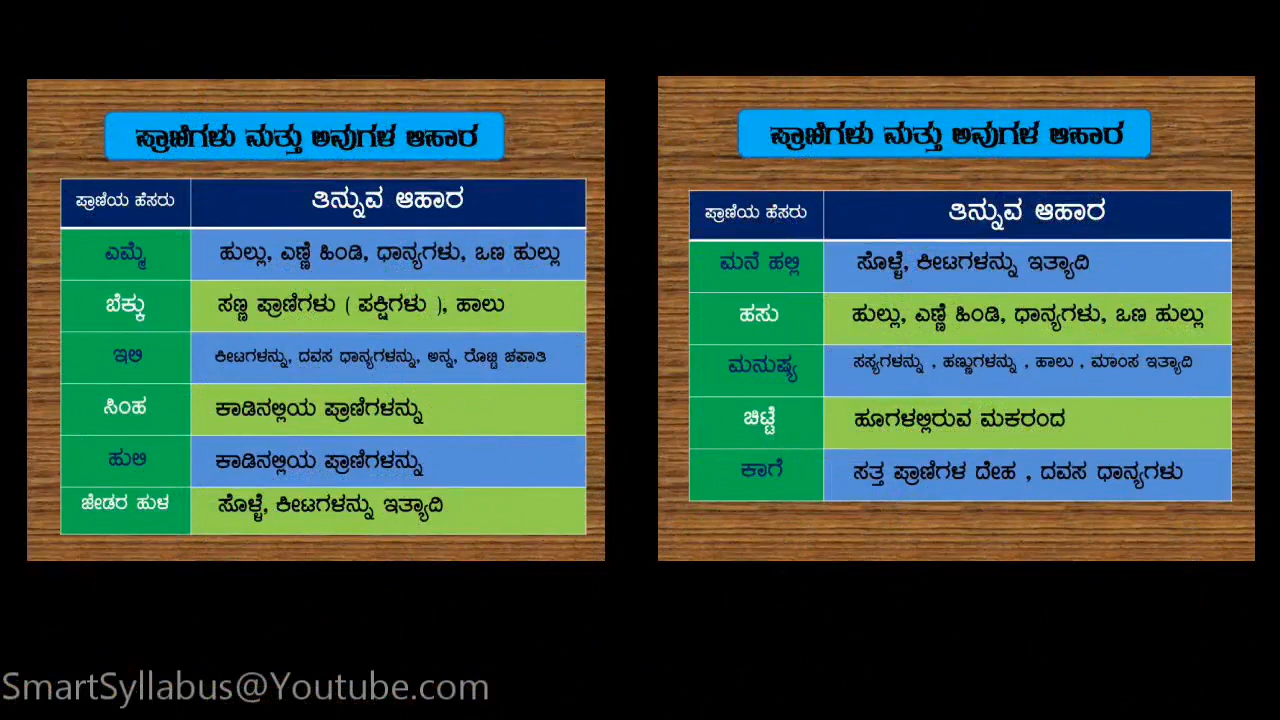 ಪ್ರಾಣಿಗಳು ಮತ್ತು ಅವುಗಳ ಆಹಾರ
ಪ್ರಾಣಿಯ ಹೆಸರು ತಿನ್ನುವ ಆಹಾರ
ಎಮ್ಮೆ ಹುಲ್ಲು, ಎಣ್ಣೆ ಹಿಂಡಿ, ಧಾನ್ಯಗಳು, ಒಣ ಹುಲ್ಲು
ಬೆಕ್ಕು ಸಣ್ಣ ಪ್ರಾಣಿಗಳು ( ಪಕ್ಷಿಗಳು ), ಹಾಲು
ಇಲಿ ಕೀಟಗಳನ್ನು, ದವಸ ಧಾನ್ಯಗಳನ್ನು, ಅನ್ನ, ರೊಟ್ಟಿ ಚಪಾತಿ
ಸಿಂಹ ಕಾಡಿನಲ್ಲಿಯ ಪ್ರಾಣಿಗಳನ್ನು
ಹುಲಿ ಕಾಡಿನಲ್ಲಿಯ ಪ್ರಾಣಿಗಳನ್ನು
ಜೇಡರ ಹುಳ ಸೊಳ್ಳೆ, ಕೀಟಗಳನ್ನು ಇತ್ಯಾದಿ
ಪ್ರಾಣಿಗಳು ಮತ್ತು ಅವುಗಳ ಆಹಾರ
ಪ್ರಾಣಿಯ ಹೆಸರು ತಿನ್ನುವ ಆಹಾರ
ಮನೆ ಹಲ್ಲಿ ಸೊಳ್ಳೆ, ಕೀಟಗಳನ್ನು ಇತ್ಯಾದಿ
ಹಸು ಹುಲ್ಲು, ಎಣ್ಣೆ ಹಿಂಡಿ, ಧಾನ್ಯಗಳು, ಒಣ ಹುಲ್ಲು
ಮನುಷ್ಯ ಸಸ್ಯಗಳನ್ನು , ಹಣ್ಣುಗಳನ್ನು , ಹಾಲು , ಮಾಂಸ ಇತ್ಯಾದಿ
ಚಿಟ್ಟೆ ಹೂಗಳಲ್ಲಿರುವ ಮಕರಂದ
ಕಾಗೆ ಸತ್ತ ಪ್ರಾಣಿಗಳ ದೇಹ , ದವಸ ಧಾನ್ಯಗಳು
SmartSyllabus@Youtube.com